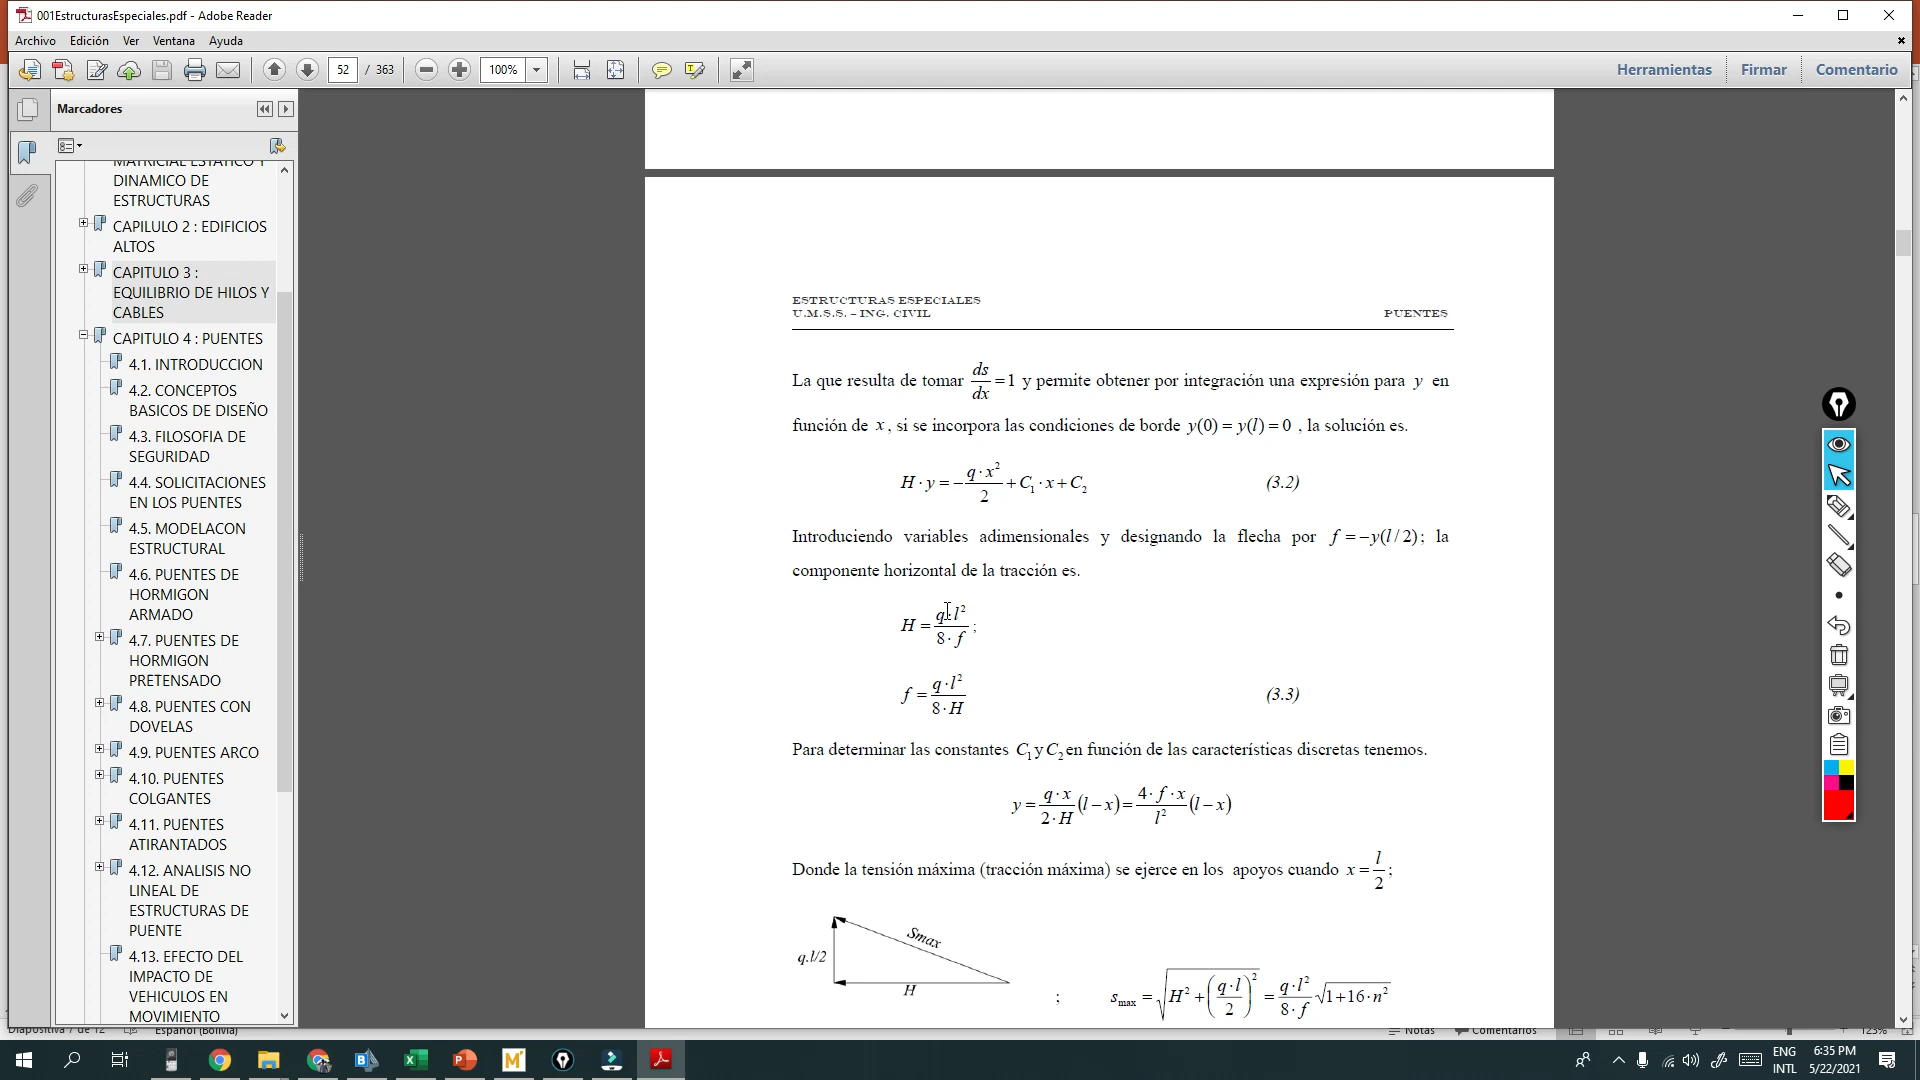 001EstructurasEspeciales.pdf - Adobe Reader
Archivo Edición Ver Ventana Ayuda
52 / 363 100% Herramientas Firmar Comentario
Marcadores
MATRICIAL ESTATICO Y
DINAMICO DE
ESTRUCTURAS
CAPILULO 2 : EDIFICIOS
ALTOS
CAPITULO 3 :
EQUILIBRIO DE HILOS Y
CABLES
CAPITULO 4 : PUENTES
4.1. INTRODUCCION
4.2. CONCEPTOS
BASICOS DE DISEÑO
4.3. FILOSOFIA DE
SEGURIDAD
4.4. SOLICITACIONES
EN LOS PUENTES
4.5. MODELACON
ESTRUCTURAL
4.6. PUENTES DE
HORMIGON
ARMADO
4.7. PUENTES DE
HORMIGON
PRETENSADO
4.8. PUENTES CON
DOVELAS
4.9. PUENTES ARCO
4.10. PUENTES
COLGANTES
4.11. PUENTES
ATIRANTADOS
4.12. ANALISIS NO
LINEAL DE
ESTRUCTURAS DE
PUENTE
4.13. EFECTO DEL
IMPACTO DE
VEHICULOS EN
MOVIMIENTO
ESTRUCTURAS ESPECIALES
U.M.S.S. – ING. CIVIL PUENTES
La que resulta de tomar ds/dx = 1 y permite obtener por integración una expresión para y en
función de x, si se incorpora las condiciones de borde y(0) = y(l) = 0 , la solución es.
H · y = − q · x²/2 + C₁ · x + C₂ (3.2)
Introduciendo variables adimensionales y designando la flecha por f = −y(l / 2); la
componente horizontal de la tracción es.
H = q · l²/8 · f ;
f = q · l²/8 · H (3.3)
Para determinar las constantes C₁ y C₂ en función de las características discretas tenemos.
y = q · x/2 · H (l − x) = 4 · f · x/l² (l − x)
Donde la tensión máxima (tracción máxima) se ejerce en los apoyos cuando x = l/2 ;
Smax
q.l/2
H
; s max = √(H² + (q · l/2)²) = q · l²/8 · f √(1 + 16 · n²)
Diapositiva 7 de 12 Español (Bolivia) Notas Comentarios 123%
ENG
INTL
6:35 PM
5/22/2021